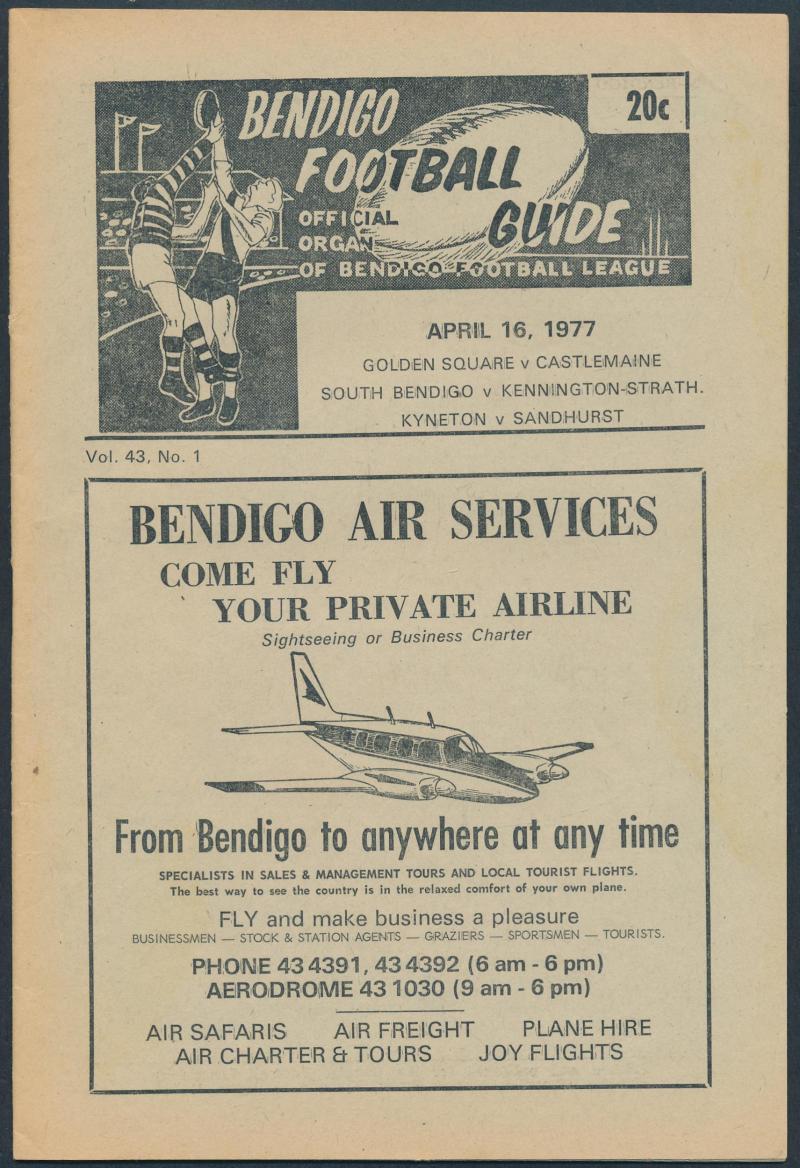 BENDIGO
FOOTBALL
GUIDE
20c
OFFICIAL
ORGAN
OF BENDIGO FOOTBALL LEAGUE
APRIL 16, 1977
GOLDEN SQUARE v CASTLEMAINE
SOUTH BENDIGO v KENNINGTON-STRATH.
KYNETON v SANDHURST
Vol. 43, No. 1
BENDIGO AIR SERVICES
COME FLY
YOUR PRIVATE AIRLINE
Sightseeing or Business Charter
From Bendigo to anywhere at any time
SPECIALISTS IN SALES & MANAGEMENT TOURS AND LOCAL TOURIST FLIGHTS.
The best way to see the country is in the relaxed comfort of your own plane.
FLY and make business a pleasure
BUSINESSMEN — STOCK & STATION AGENTS — GRAZIERS — SPORTSMEN — TOURISTS.
PHONE 43 4391, 43 4392 (6 am - 6 pm)
AERODROME 43 1030 (9 am - 6 pm)
AIR SAFARIS AIR FREIGHT PLANE HIRE
AIR CHARTER & TOURS JOY FLIGHTS